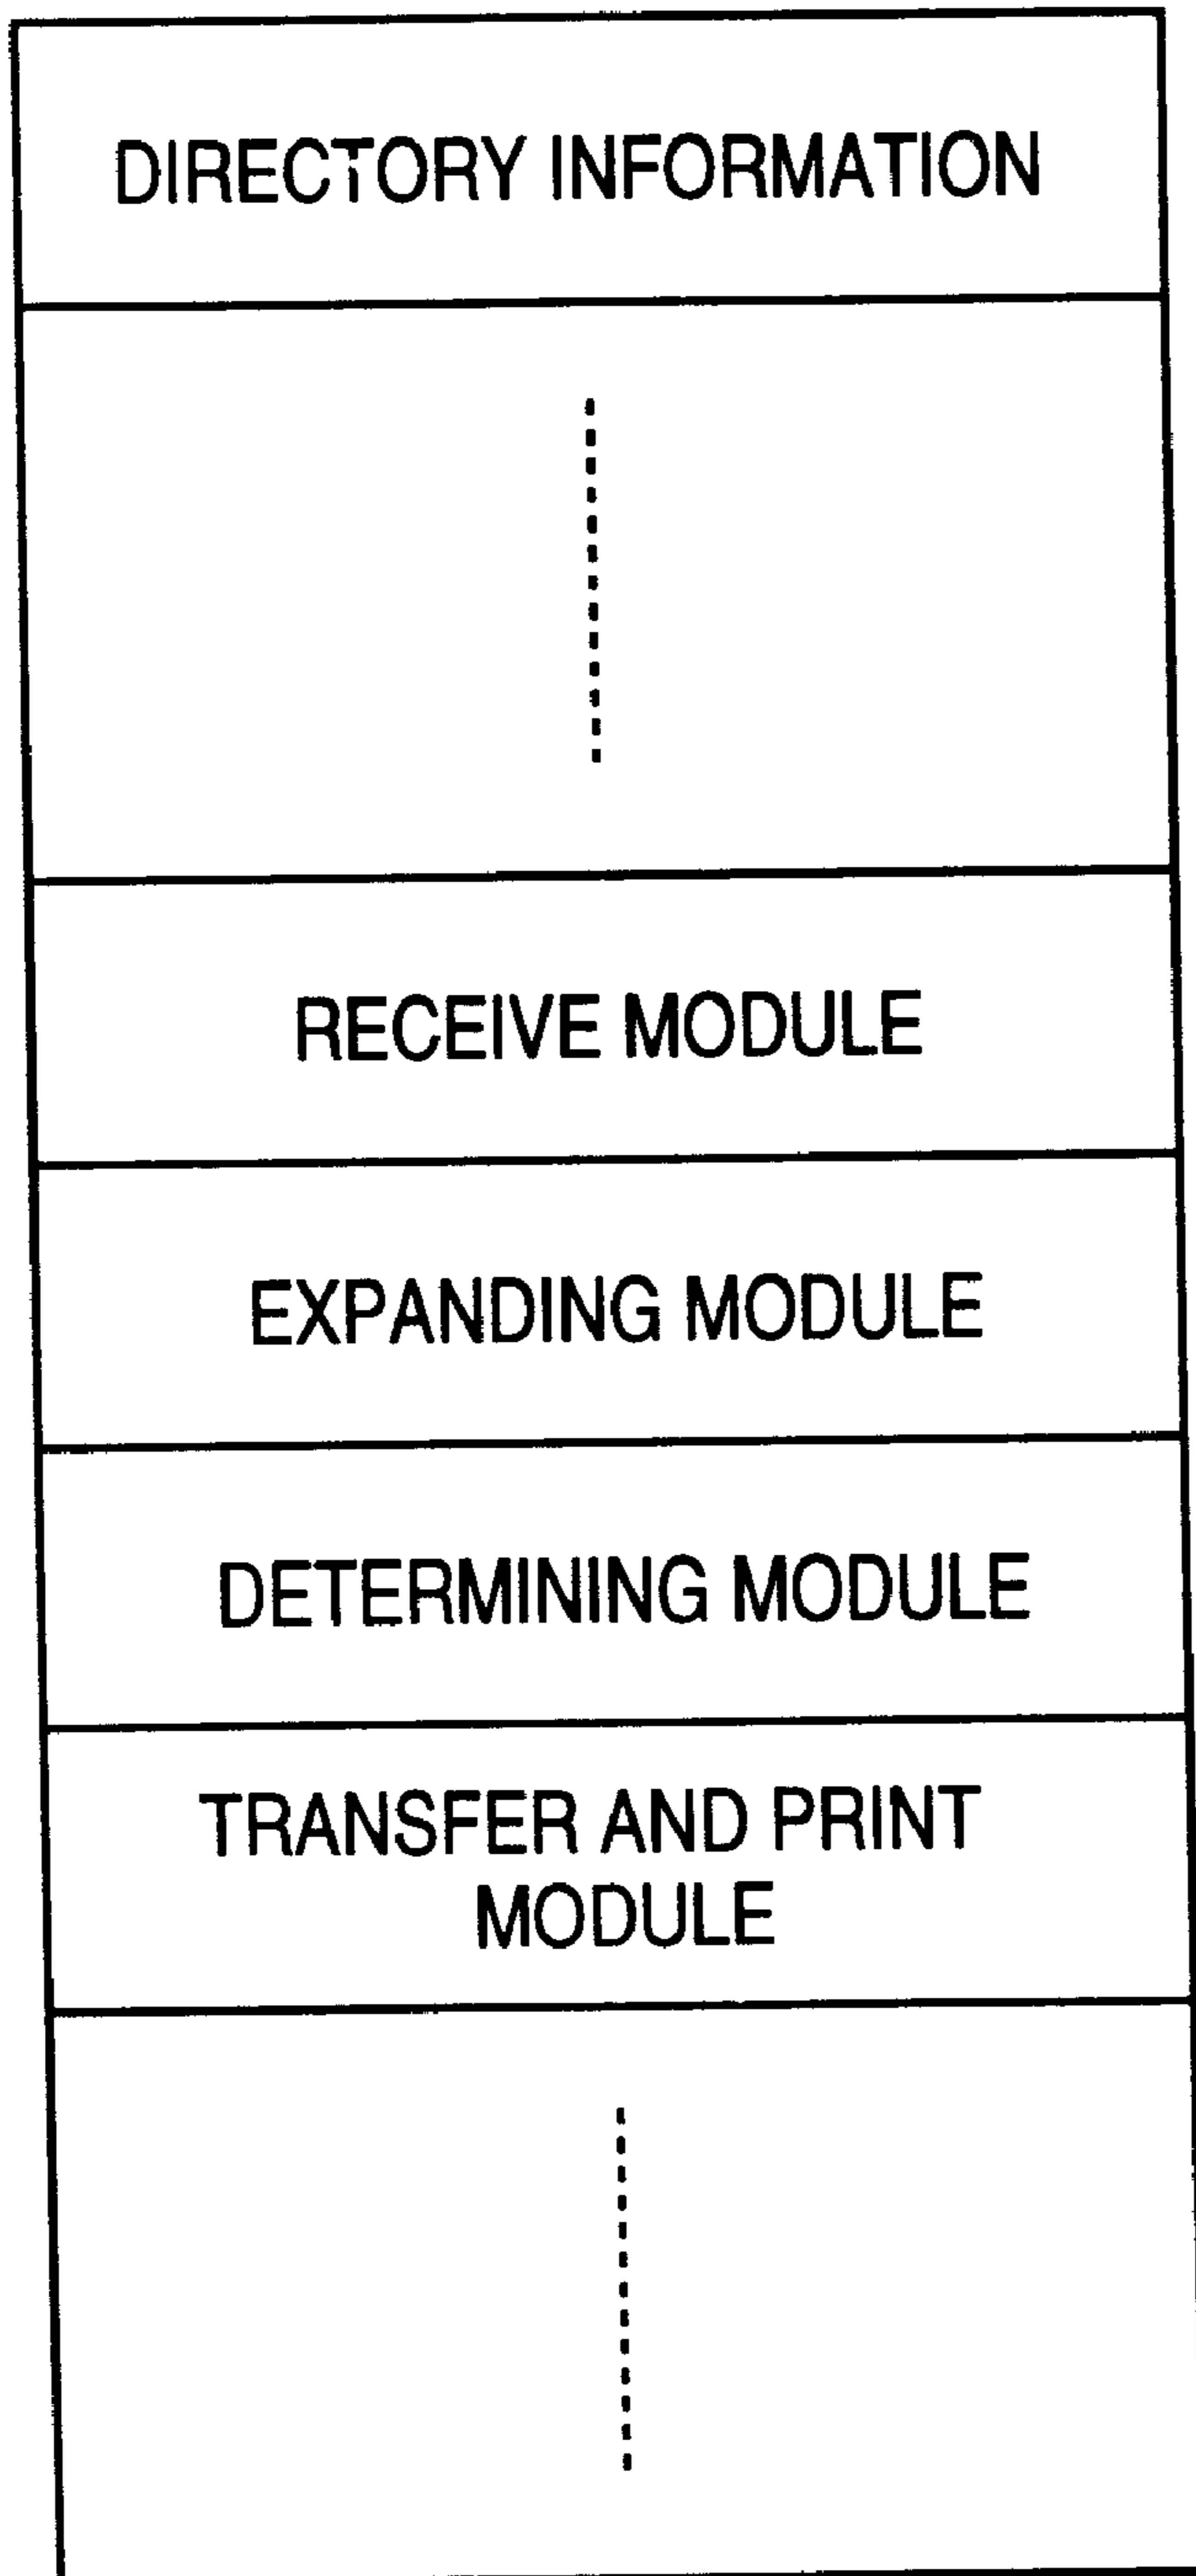 DIRECTORY INFORMATION
RECEIVE MODULE
EXPANDING MODULE
DETERMINING MODULE
TRANSFER AND PRINT
MODULE